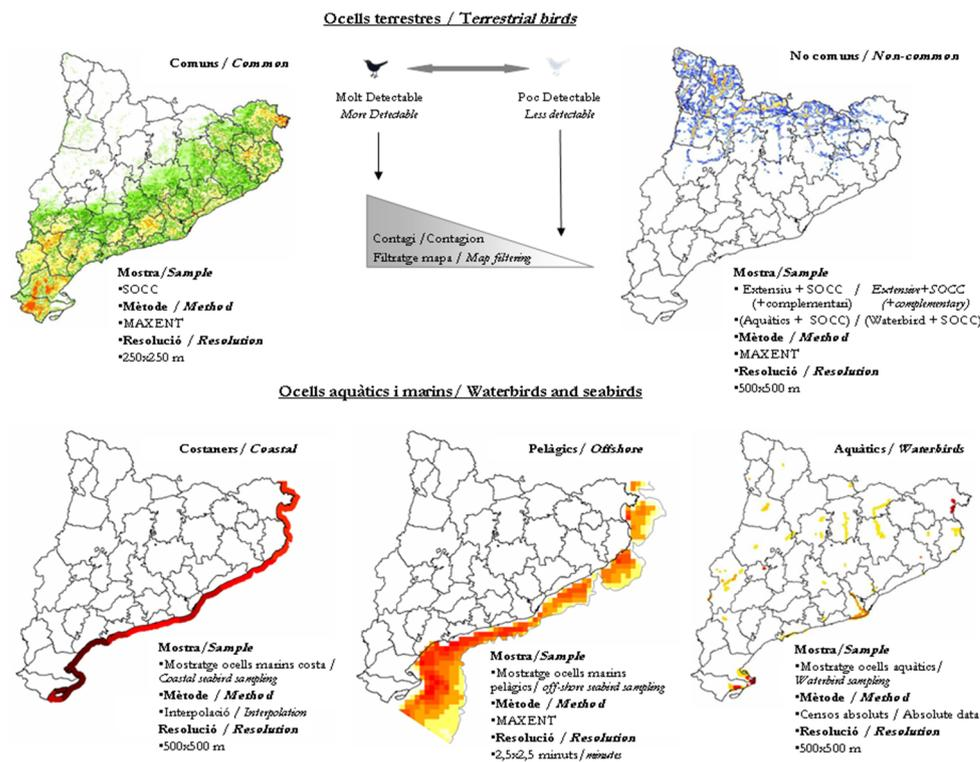 Ocells terrestres / Terrestrial birds
Comuns / Common
Molt Detectable
More Detectable
Poc Detectable
Less detectable
Contagi /Contagion
Filtratge mapa / Map filtering
Mostra/Sample
•SOCC
•Mètode / Method
•MAXENT
•Resolució / Resolution
•250x250 m
No comuns / Non-common
Mostra/Sample
• Extensiu + SOCC / Extensive+SOCC
(+complementari) (+complementary)
•(Aquàtics + SOCC) / (Waterbird + SOCC)
•Mètode / Method
•MAXENT
•Resolució / Resolution
•500x500 m
Ocells aquàtics i marins / Waterbirds and seabirds
Costaners / Coastal
Mostra/Sample
•Mostratge ocells marins costa /
Coastal seabird sampling
•Mètode / Method
•Interpolació / Interpolation
Resolució / Resolution
•500x500 m
Pelàgics / Offshore
Mostra/Sample
•Mostratge ocells marins
pelàgics/ off-shore seabird sampling
•Mètode / Method
•MAXENT
•Resolució / Resolution
•2,5x2,5 minuts/minutes
Aquàtics / Waterbirds
Mostra/Sample
•Mostratge ocells aquàtics/
Waterbird sampling
•Mètode / Method
•Censos absoluts / Absolute data
•Resolució / Resolution
•500x500 m